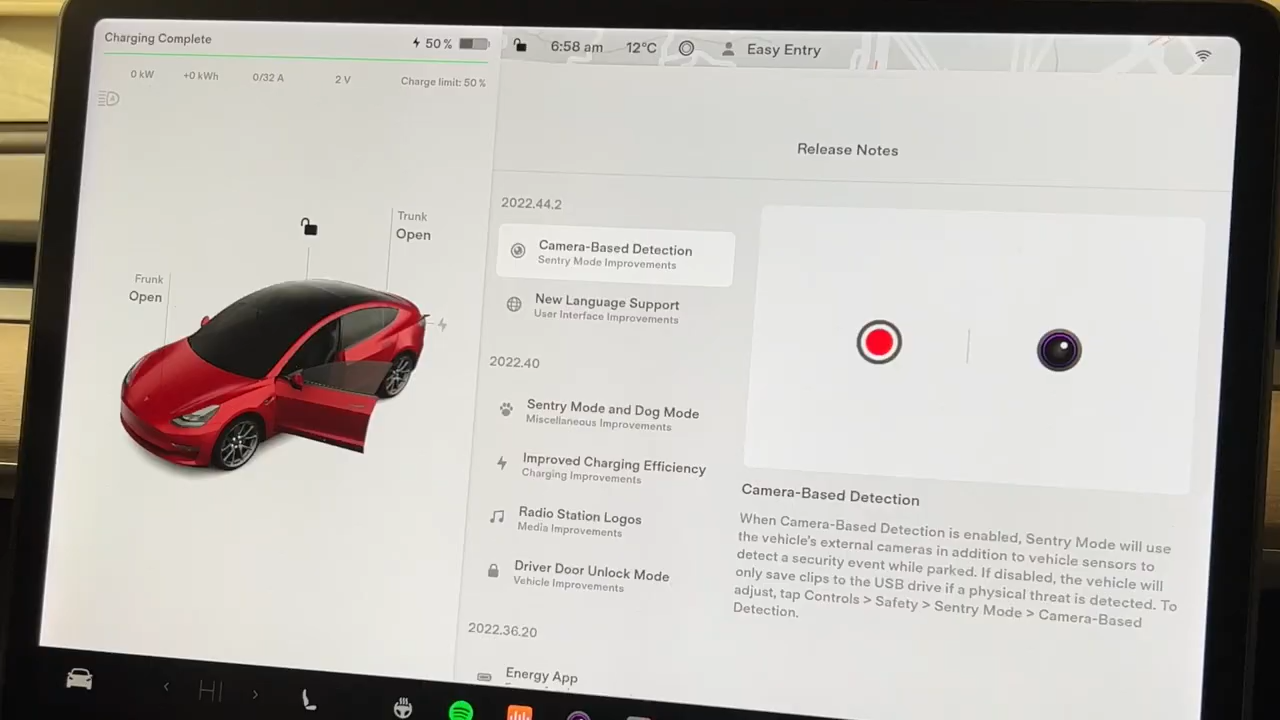 Charging Complete
50 %
6:58 am
12°C
Easy Entry
0 kW
+0 kWh
0/32 A
2 V
Charge limit: 50 %
Release Notes
Trunk
Open
Frunk
Open
2022.44.2
Camera-Based Detection
Sentry Mode Improvements
New Language Support
User Interface Improvements
2022.40
Sentry Mode and Dog Mode
Miscellaneous Improvements
Improved Charging Efficiency
Charging Improvements
Radio Station Logos
Media Improvements
Driver Door Unlock Mode
Vehicle Improvements
2022.36.20
Energy App
Camera-Based Detection
When Camera-Based Detection is enabled, Sentry Mode will use
the vehicle's external cameras in addition to vehicle sensors to
detect a security event while parked. If disabled, the vehicle will
only save clips to the USB drive if a physical threat is detected. To
adjust, tap Controls > Safety > Sentry Mode > Camera-Based
Detection.
HI